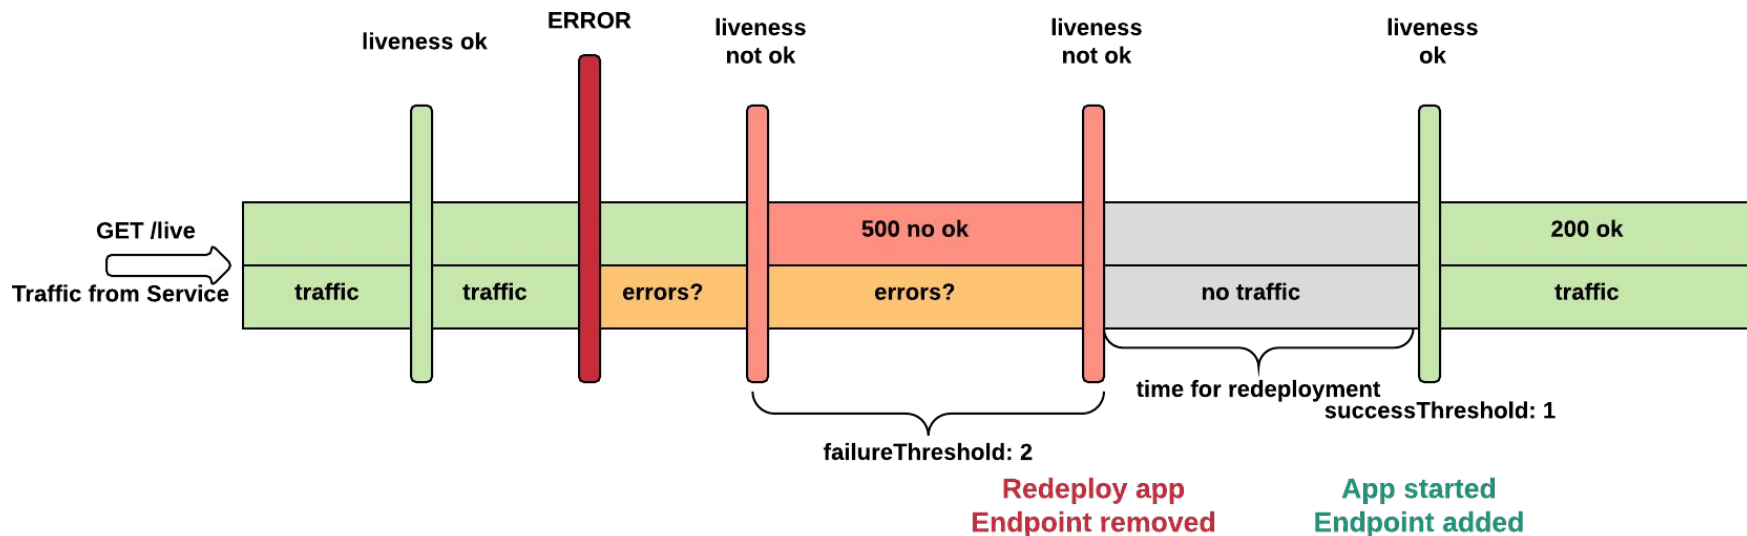 ERROR
liveness ok
liveness
not ok
liveness
not ok
liveness
ok
GET /live
Traffic from Service
500 no ok
200 ok
traffic
traffic
errors?
errors?
no traffic
traffic
time for redeployment
successThreshold: 1
failureThreshold: 2
Redeploy app
Endpoint removed
App started
Endpoint added